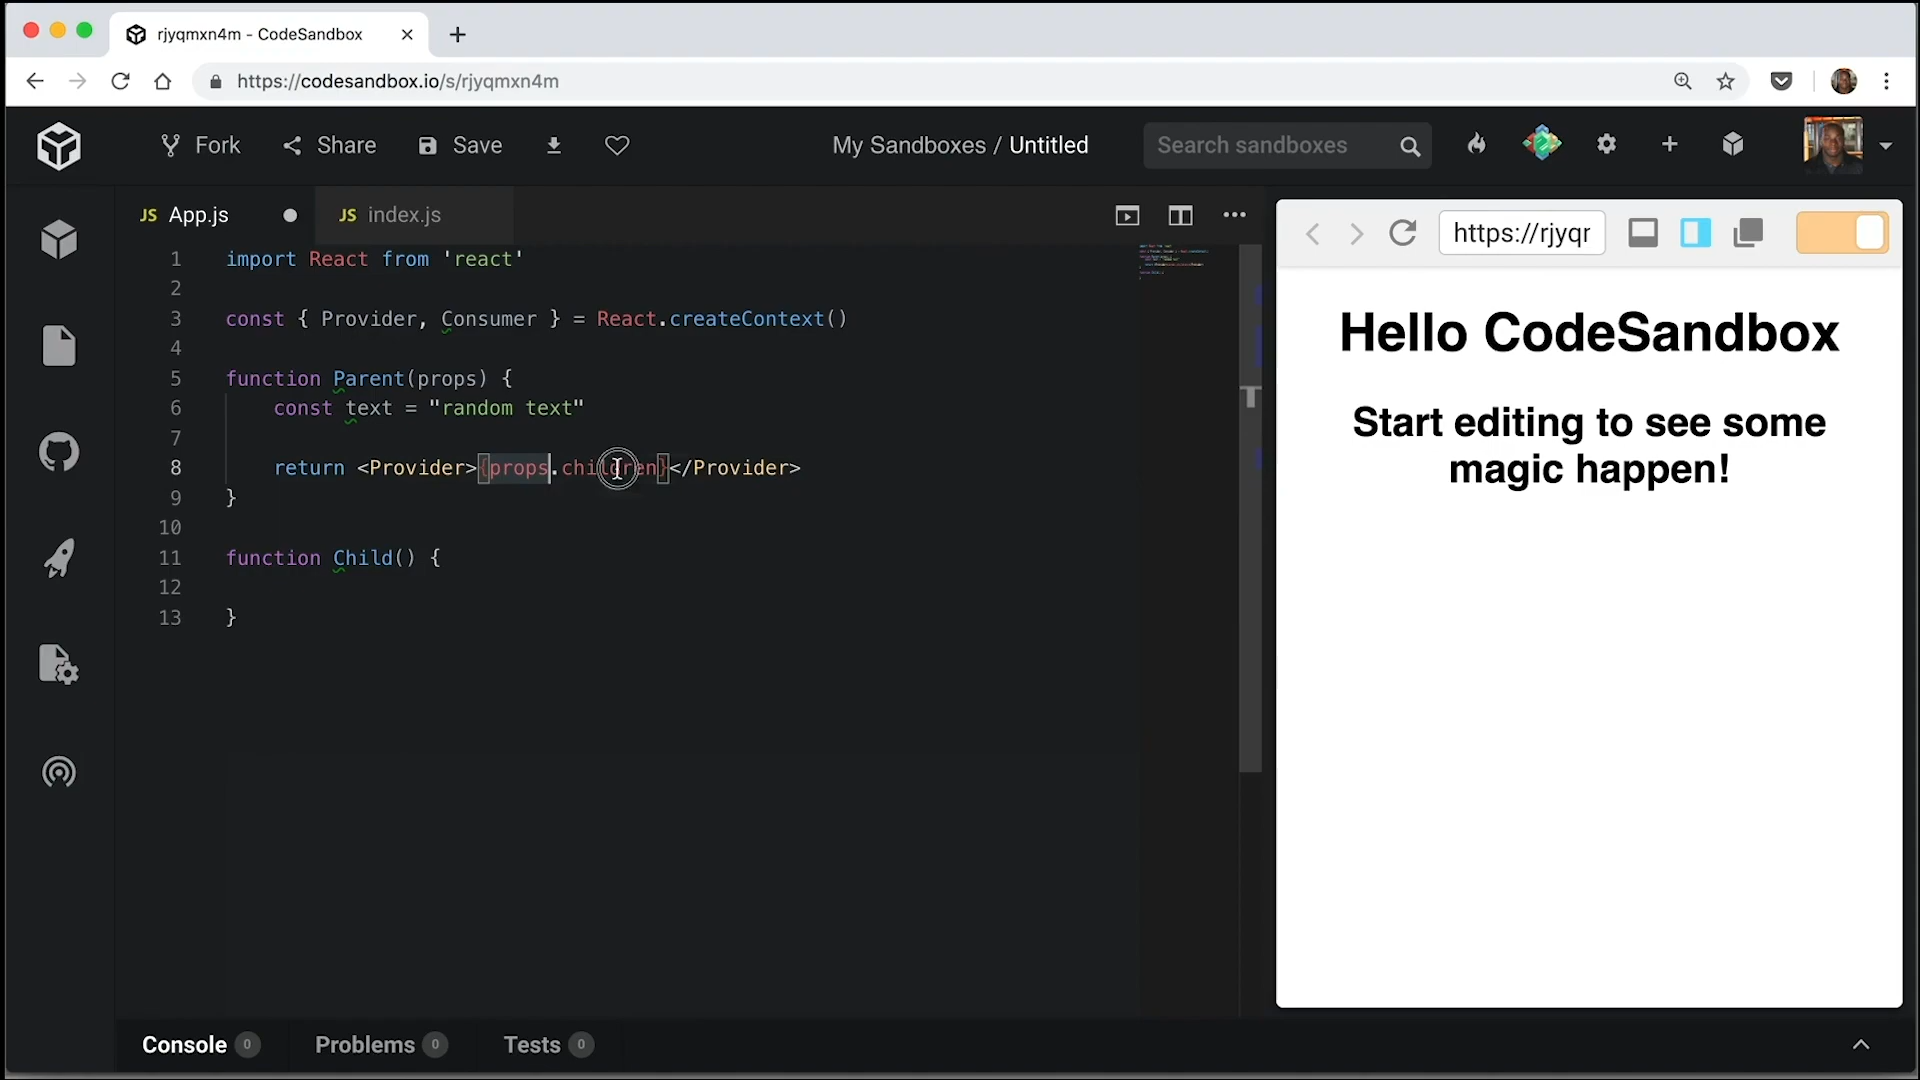 rjyqmxn4m - CodeSandbox
https://codesandbox.io/s/rjyqmxn4m
Fork Share Save My Sandboxes / Untitled Search sandboxes
JS App.js JS index.js
https://rjyqr
1 import React from 'react'
2
3 const { Provider, Consumer } = React.createContext()
4
5 function Parent(props) {
6 const text = "random text"
7
8 return <Provider>{props.children}</Provider>
9 }
10
11 function Child() {
12
13 }
Hello CodeSandbox
Start editing to see some
magic happen!
Console 0 Problems 0 Tests 0